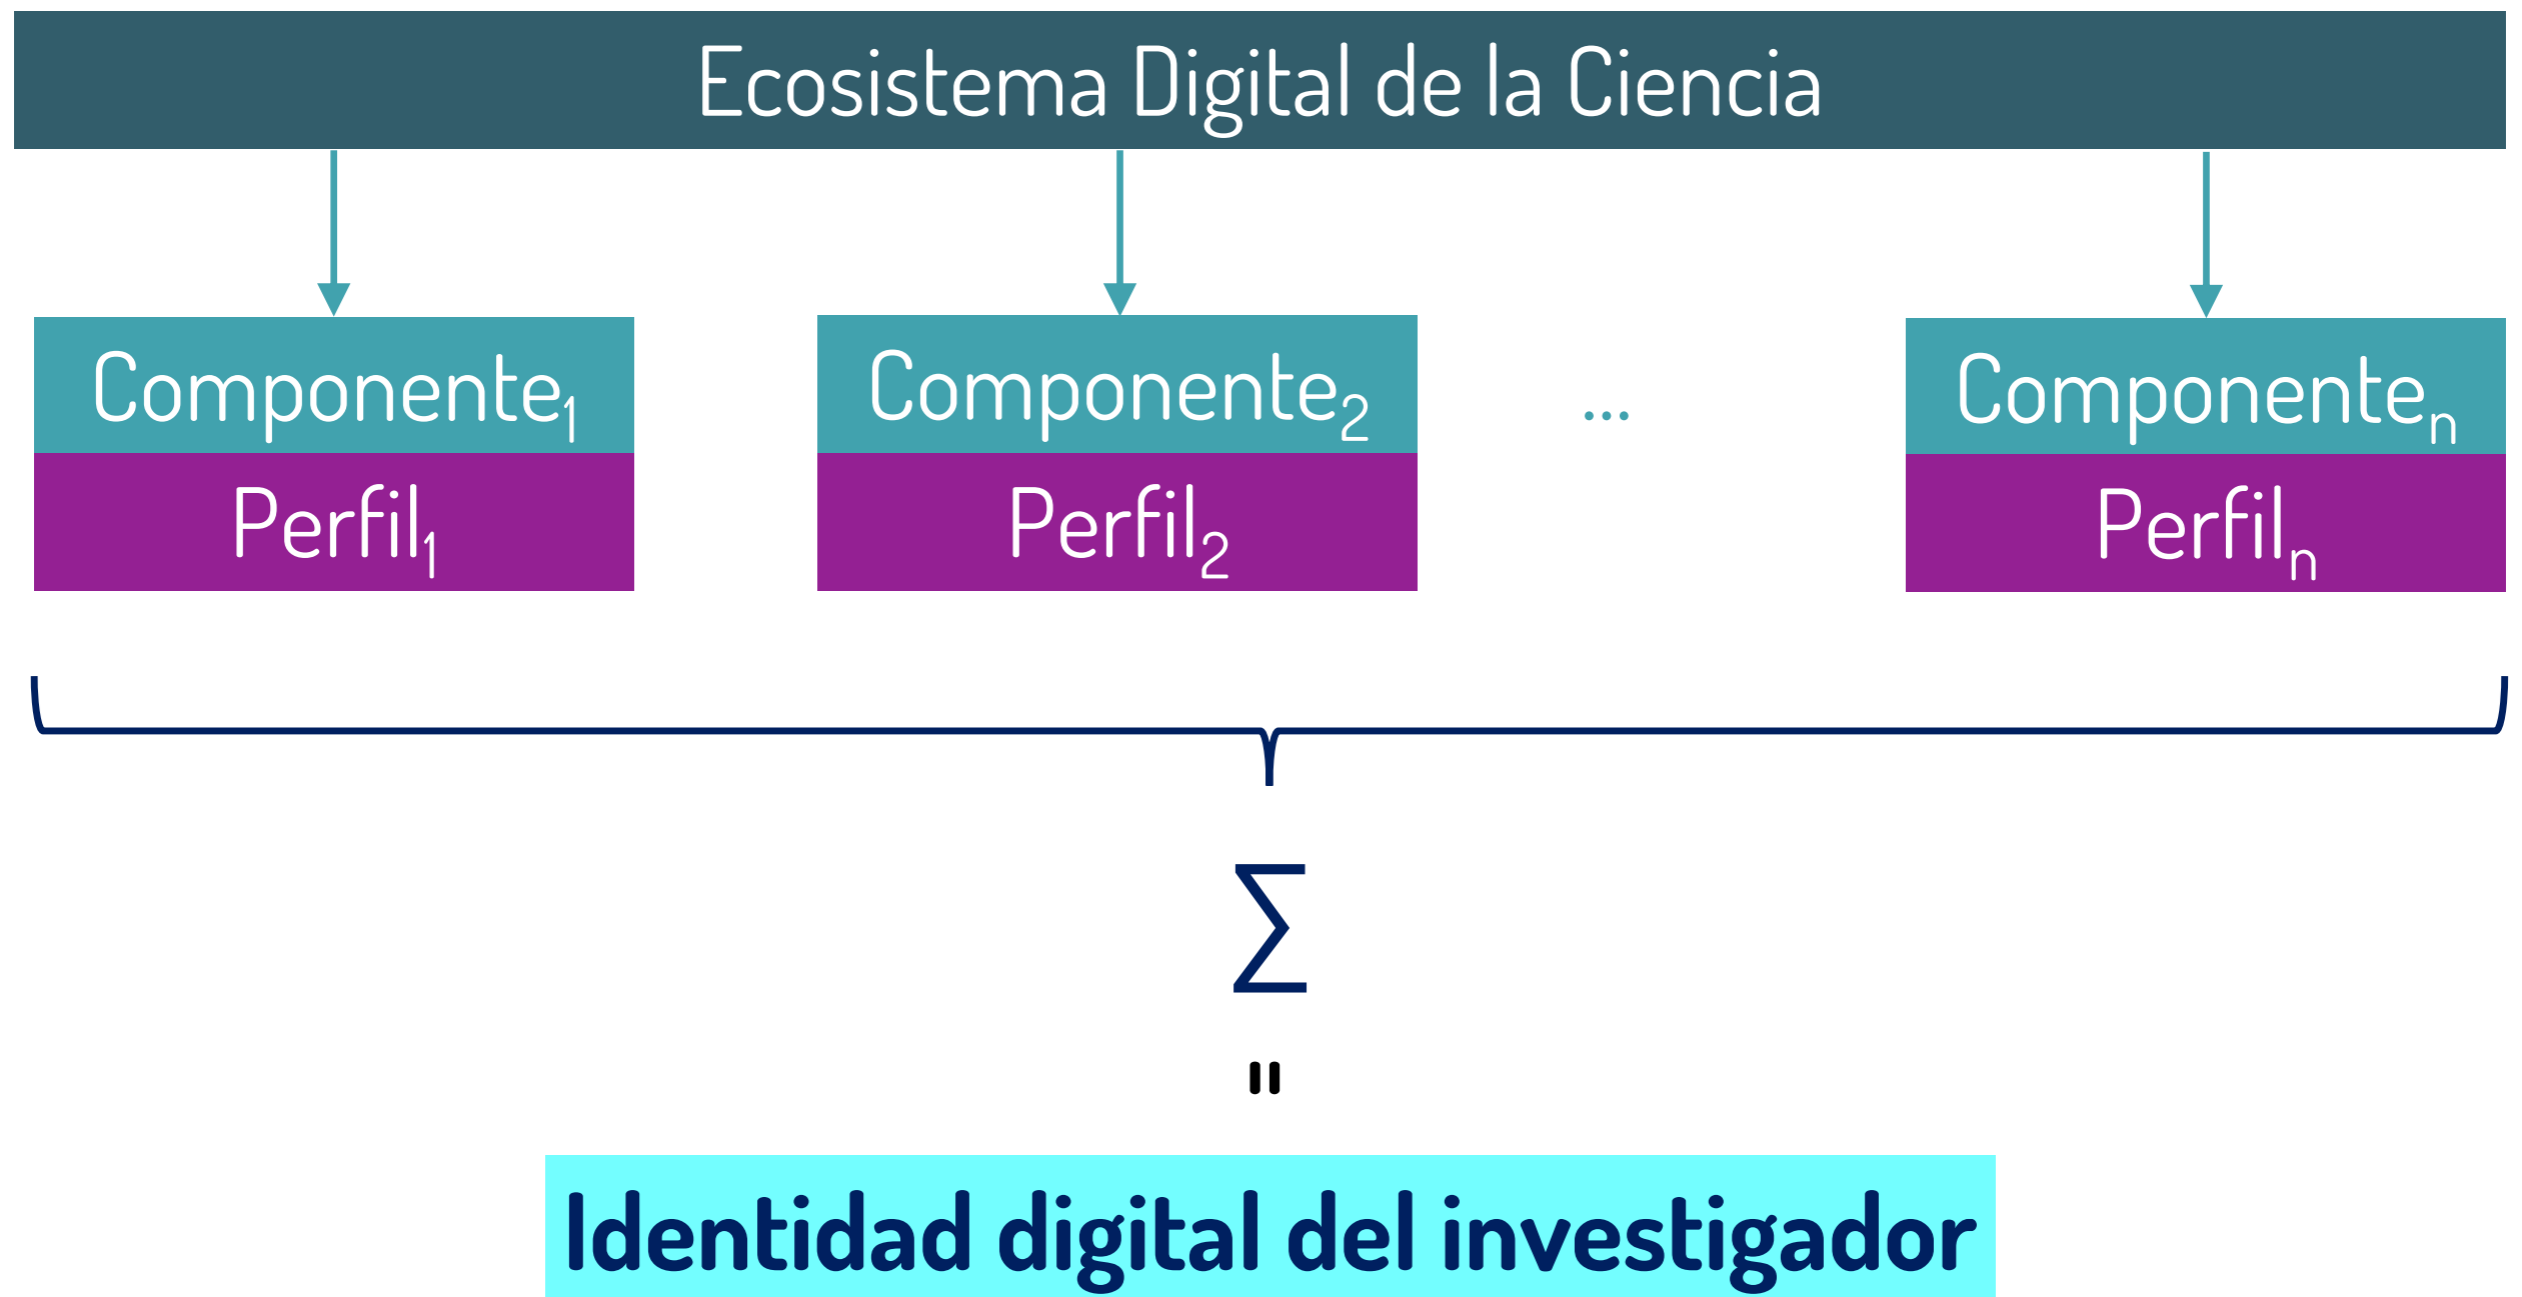 Ecosistema Digital de la Ciencia
Componente₁
Componente₂
...
Componenteₙ
Perfil₁
Perfil₂
Perfilₙ
∑
=
Identidad digital del investigador